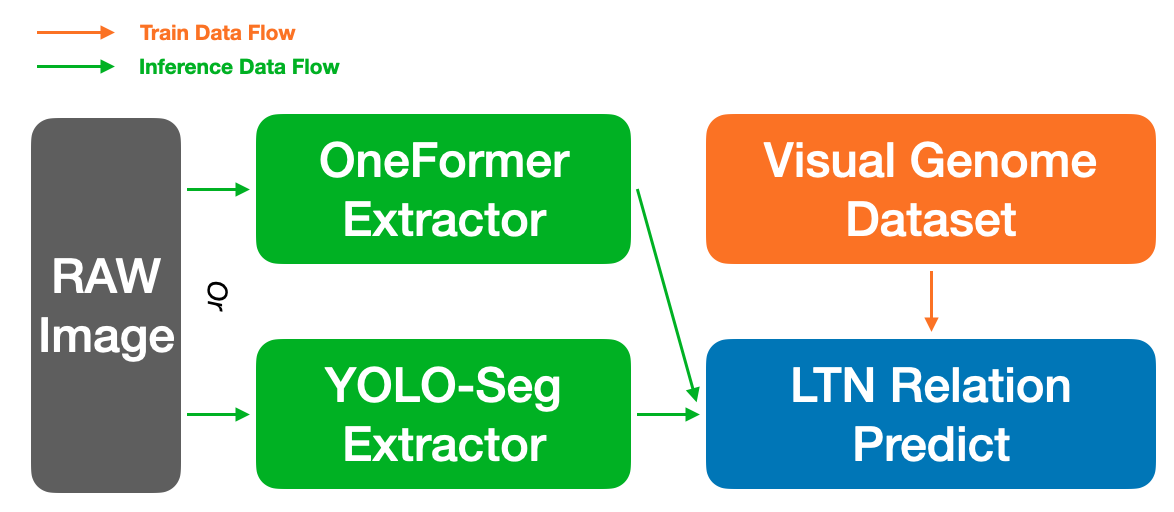 Train Data Flow
Inference Data Flow
RAW
Image
Or
OneFormer
Extractor
YOLO-Seg
Extractor
Visual Genome
Dataset
LTN Relation
Predict